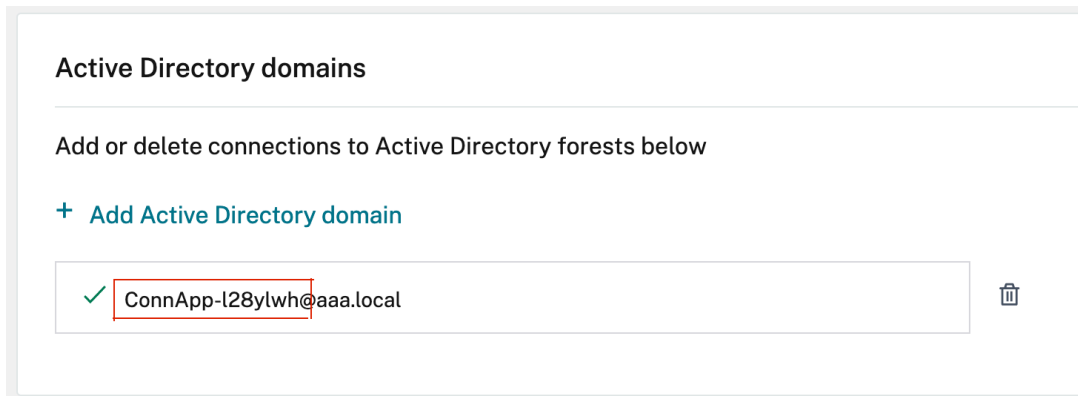 Active Directory domains
Add or delete connections to Active Directory forests below
+ Add Active Directory domain
ConnApp-l28ylwh@aaa.local